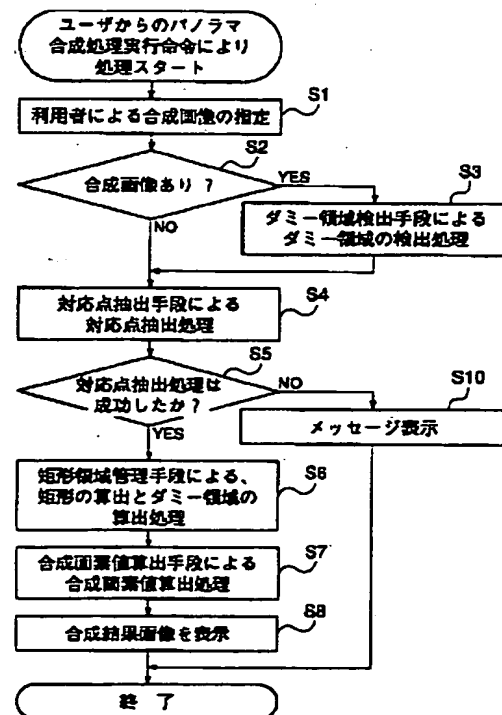 ユーザからのパノラマ
合成処理実行命令により
処理スタート
S1
利用者による合成画像の指定
S2
合成画像あり？
YES
S3
ダミー領域検出手段による
ダミー領域の検出処理
NO
S4
対応点抽出手段による
対応点抽出処理
S5
対応点抽出処理は
成功したか？
NO
S10
メッセージ表示
YES
S6
矩形領域管理手段による、
矩形の算出とダミー領域の
算出処理
S7
合成画素値算出手段による
合成画素値算出処理
S8
合成結果画像を表示
終了